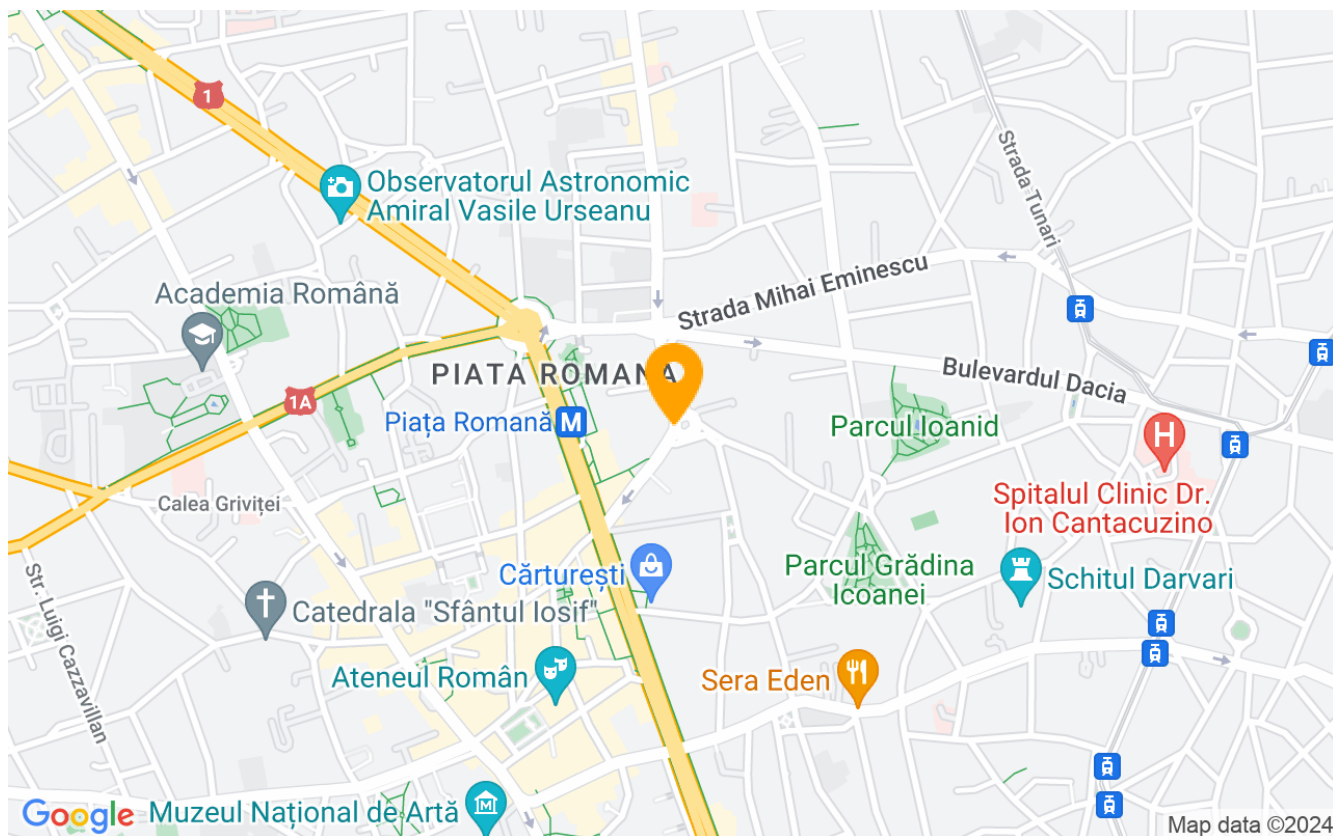 1
Observatorul Astronomic
Amiral Vasile Urseanu
Strada Tunari
Strada Mihai Eminescu
Academia Română
PIATA ROMANA
Bulevardul Dacia
1A
Piața Romană
M
Parcul Ioanid
H
Spitalul Clinic Dr.
Ion Cantacuzino
Calea Griviței
Str. Luigi Cazzavillan
Cărturești
Parcul Grădina
Icoanei
Schitul Darvari
Catedrala "Sfântul Iosif"
Ateneul Român
Sera Eden
Google
Muzeul Național de Artă
M
Map data ©2024